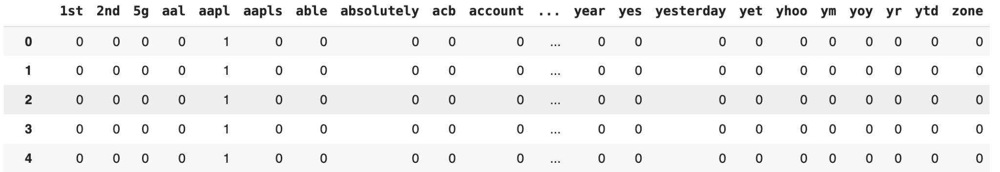 1st 2nd 5g aal aapl aapls able absolutely acb account ... year yes yesterday yet yhoo ym yoy yr ytd zone
0 0 0 0 0 1 0 0 0 0 0 ... 0 0 0 0 0 0 0 0 0 0
1 0 0 0 0 1 0 0 0 0 0 ... 0 0 0 0 0 0 0 0 0 0
2 0 0 0 0 1 0 0 0 0 0 ... 0 0 0 0 0 0 0 0 0 0
3 0 0 0 0 1 0 0 0 0 0 ... 0 0 0 0 0 0 0 0 0 0
4 0 0 0 0 1 0 0 0 0 0 ... 0 0 0 0 0 0 0 0 0 0